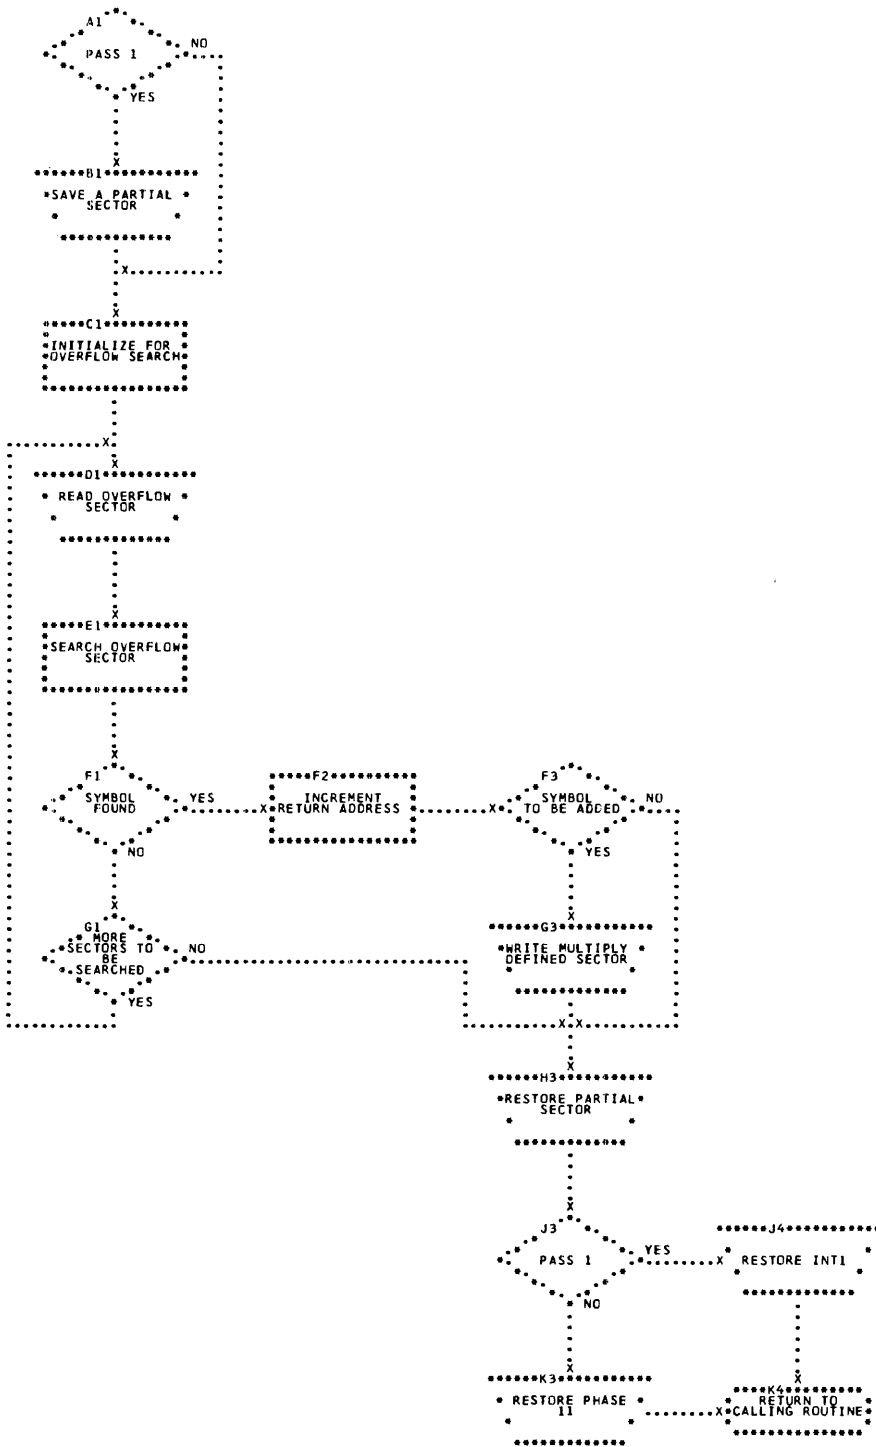 A1
PASS 1
NO
YES
B1
SAVE A PARTIAL
SECTOR
C1
INITIALIZE FOR
OVERFLOW SEARCH
D1
READ OVERFLOW
SECTOR
E1
SEARCH OVERFLOW
SECTOR
F1
SYMBOL
FOUND
YES
NO
F2
INCREMENT
RETURN ADDRESS
F3
SYMBOL
TO BE ADDED
NO
YES
G1
MORE
SECTORS TO
BE
SEARCHED
NO
YES
G3
WRITE MULTIPLY
DEFINED SECTOR
H3
RESTORE PARTIAL
SECTOR
J3
PASS 1
YES
NO
J4
RESTORE INT1
K3
RESTORE PHASE
11
K4
RETURN TO
CALLING ROUTINE